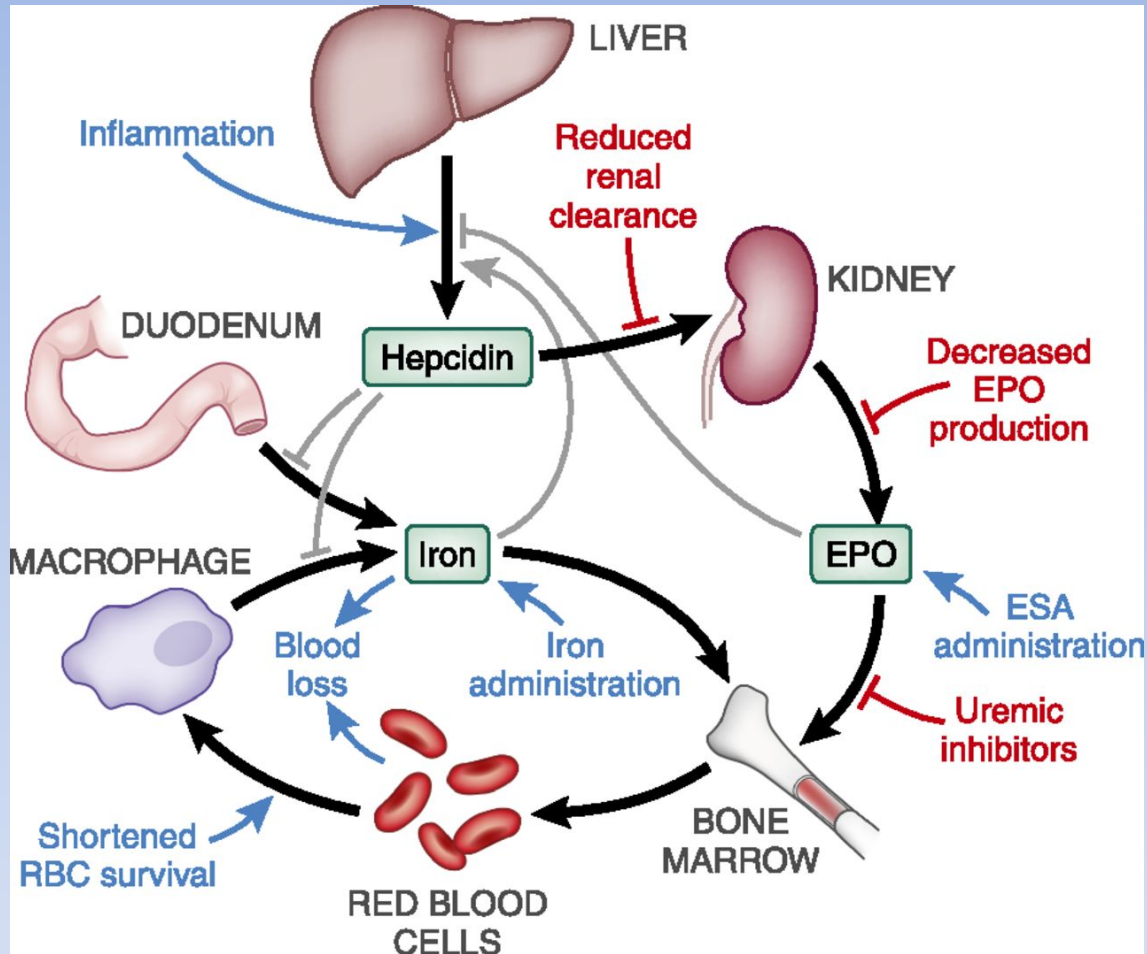 LIVER
Inflammation
Reduced
renal
clearance
KIDNEY
DUODENUM
Hepcidin
Decreased
EPO
production
MACROPHAGE
Iron
EPO
Blood
loss
Iron
administration
ESA
administration
Uremic
inhibitors
Shortened
RBC survival
BONE
MARROW
RED BLOOD
CELLS